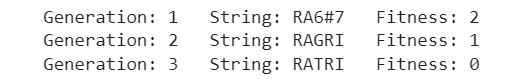 Generation: 1   String: RA6#7   Fitness: 2
Generation: 2   String: RAGRI   Fitness: 1
Generation: 3   String: RATRI   Fitness: 0